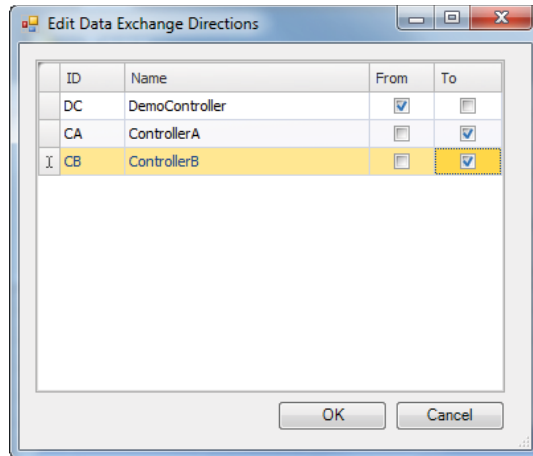 Edit Data Exchange Directions
ID Name From To
DC DemoController
CA ControllerA
CB ControllerB
OK Cancel